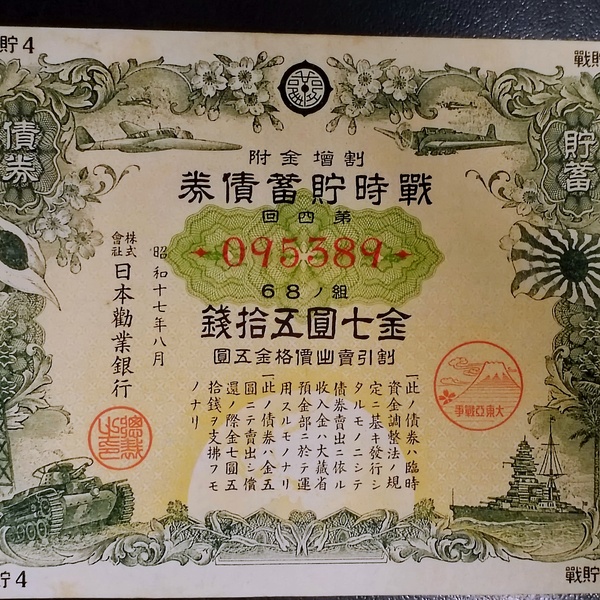 貯4
戰貯
債券
貯蓄
附金增割
券債蓄貯時戰
回四第
095389
68ノ組
錢拾五圓七金
圓五金格價出賣引割
昭和十七年八月
株式會社日本勸業銀行
總裁之印
大東亞戰爭
一此ノ債券ハ臨時
資金調整法ノ規
定ニ基キ發行シ
タルモノニシテ
債券賣出ニ依ル
收入金ハ大藏省
預金部ニ於テ運
用スルモノナリ
一此ノ債券ハ金五
圓ニテ賣出シ償
還ノ際金七圓五
拾錢ヲ支拂フモ
ノナリ
貯4
戰貯